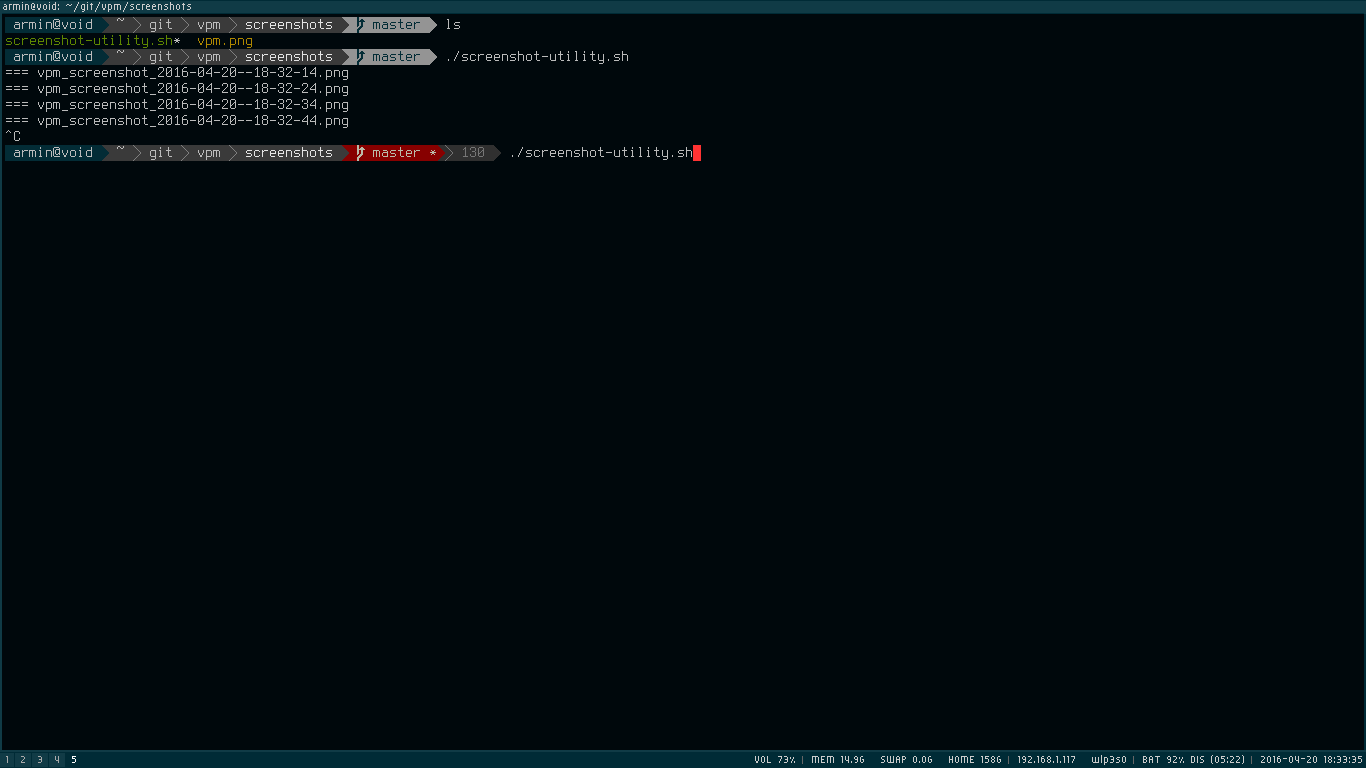 armin@void: ~/git/vpm/screenshots
armin@void ~ git vpm screenshots master ls
screenshot-utility.sh* vpm.png
armin@void ~ git vpm screenshots master ./screenshot-utility.sh
=== vpm_screenshot_2016-04-20--18-32-14.png
=== vpm_screenshot_2016-04-20--18-32-24.png
=== vpm_screenshot_2016-04-20--18-32-34.png
=== vpm_screenshot_2016-04-20--18-32-44.png
^C
armin@void ~ git vpm screenshots master * 130 ./screenshot-utility.sh
1 2 3 4 5 VOL 73% | MEM 14.96 SWAP 0.06 HOME 1586 | 192.168.1.117 wlp3s0 | BAT 92% DIS (05:22) | 2016-04-20 18:33:35